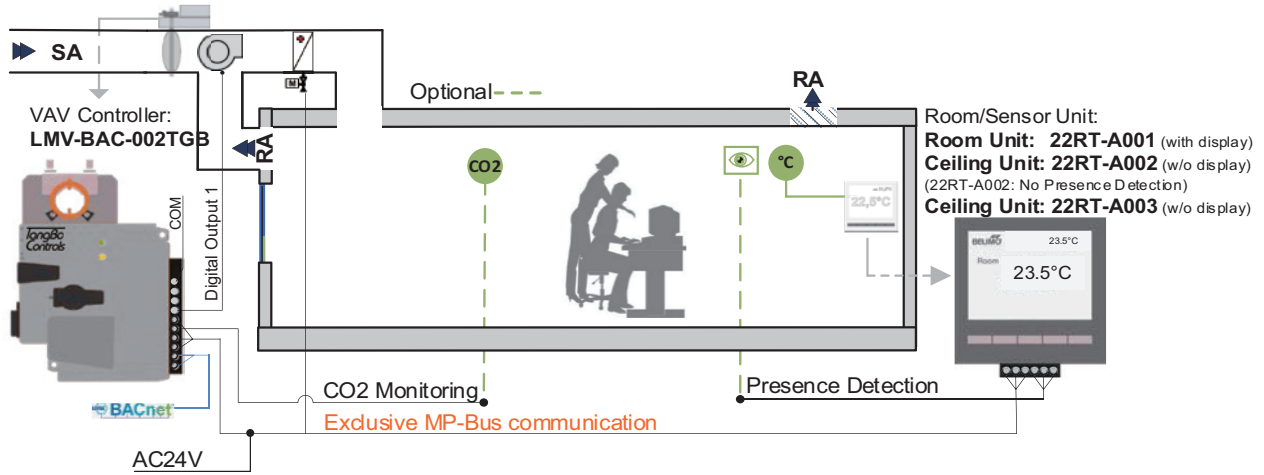 SA
VAV Controller:
LMV-BAC-002TGB
TongBo
Controls
COM
Digital Output 1
BACnet
AC24V
M
RA
Optional
RA
CO2
°C
22,5°C
CO2 Monitoring
Exclusive MP-Bus communication
Presence Detection
Room/Sensor Unit:
Room Unit: 22RT-A001 (with display)
Ceiling Unit: 22RT-A002 (w/o display)
(22RT-A002: No Presence Detection)
Ceiling Unit: 22RT-A003 (w/o display)
BELIMO 23.5°C
Room
23.5°C